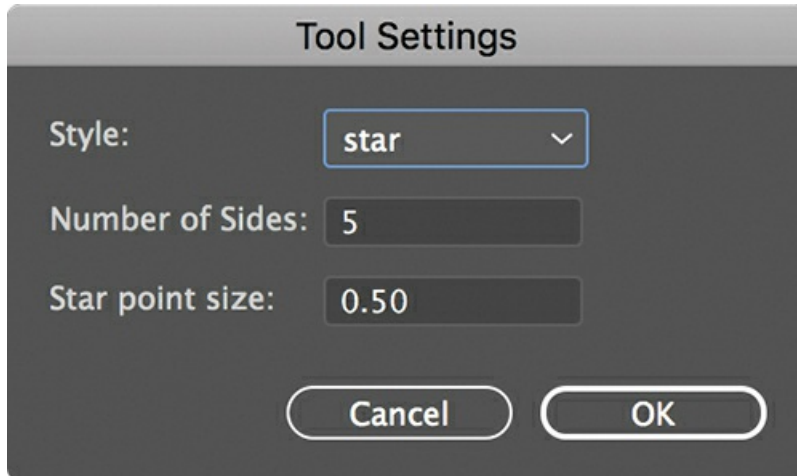 Tool Settings
Style: star
Number of Sides: 5
Star point size: 0.50
Cancel OK